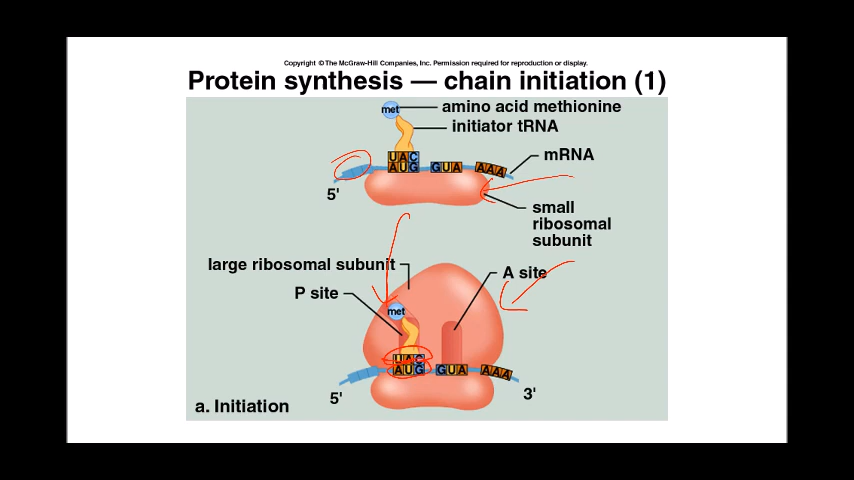 Copyright © The McGraw-Hill Companies, Inc. Permission required for reproduction or display.
Protein synthesis — chain initiation (1)
met
amino acid methionine
initiator tRNA
UAC
mRNA
AUG GUA AAA
5'
small
ribosomal
subunit
large ribosomal subunit
A site
P site
met
UAC
AUG GUA AAA
5'
3'
a. Initiation